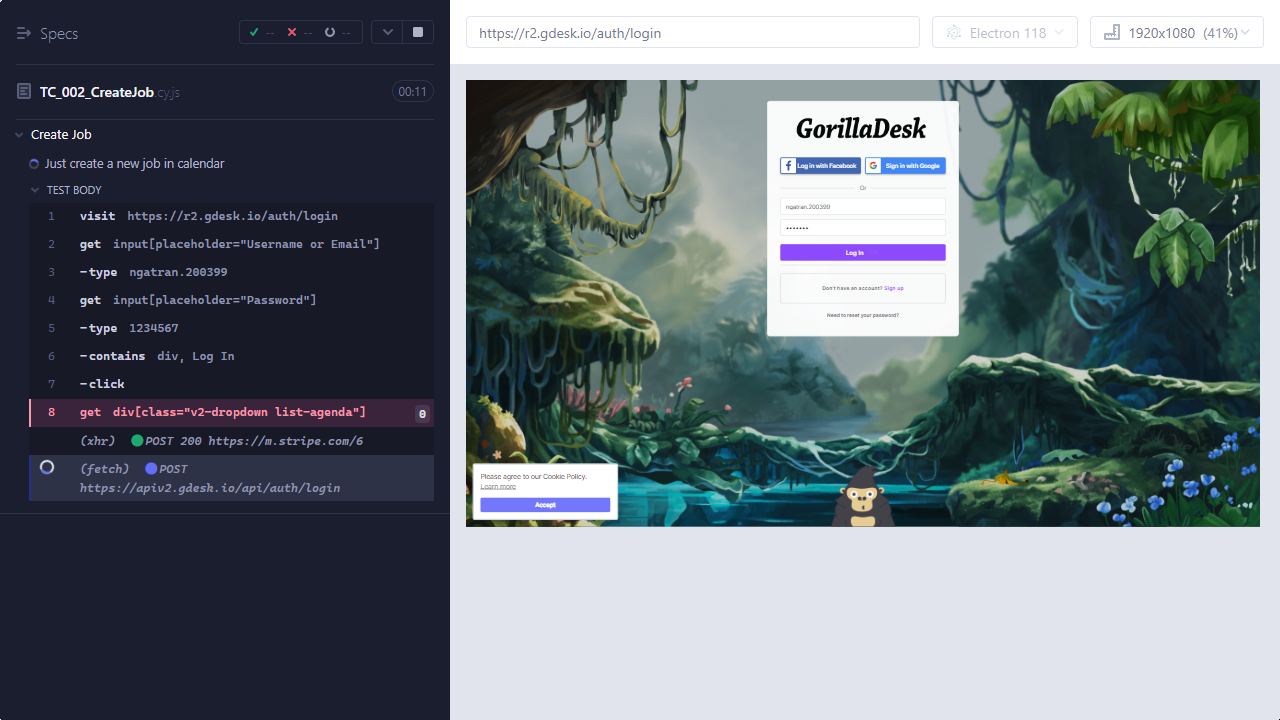 Specs
--
--
--
https://r2.gdesk.io/auth/login
Electron 118
1920x1080 (41%)
TC_002_CreateJob.cy.js
00:11
Create Job
Just create a new job in calendar
TEST BODY
1 visit https://r2.gdesk.io/auth/login
2 get input[placeholder="Username or Email"]
3 -type ngatran.200399
4 get input[placeholder="Password"]
5 -type 1234567
6 -contains div, Log In
7 -click
8 get div[class="v2-dropdown list-agenda"] 0
(xhr) POST 200 https://m.stripe.com/6
(fetch) POST
https://apiv2.gdesk.io/api/auth/login
GorillaDesk
Log in with Facebook
Sign in with Google
Or
ngatran.200399
•••••••
Log In
Don't have an account? Sign up
Need to reset your password?
Please agree to our Cookie Policy.
Learn more
Accept